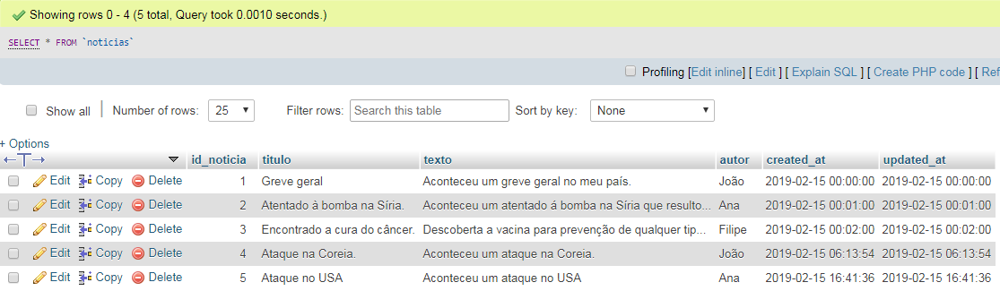 Showing rows 0 - 4 (5 total, Query took 0.0010 seconds.)
SELECT * FROM `noticias`
Profiling [Edit inline] [ Edit ] [ Explain SQL ] [ Create PHP code ] [ Ref
Show all | Number of rows: 25 Filter rows: Search this table Sort by key: None
+ Options
←T→ id_noticia titulo texto autor created_at updated_at
Edit Copy Delete 1 Greve geral Aconteceu um greve geral no meu país. João 2019-02-15 00:00:00 2019-02-15 00:00:00
Edit Copy Delete 2 Atentado à bomba na Síria. Aconteceu um atentado á bomba na Síria que resulto... Ana 2019-02-15 00:01:00 2019-02-15 00:01:00
Edit Copy Delete 3 Encontrado a cura do câncer. Descoberta a vacina para prevenção de qualquer tip... Filipe 2019-02-15 00:02:00 2019-02-15 00:02:00
Edit Copy Delete 4 Ataque na Coreia. Aconteceu um ataque na Coreia. João 2019-02-15 06:13:54 2019-02-15 06:13:54
Edit Copy Delete 5 Ataque no USA Aconteceu um ataque no USA Ana 2019-02-15 16:41:36 2019-02-15 16:41:36